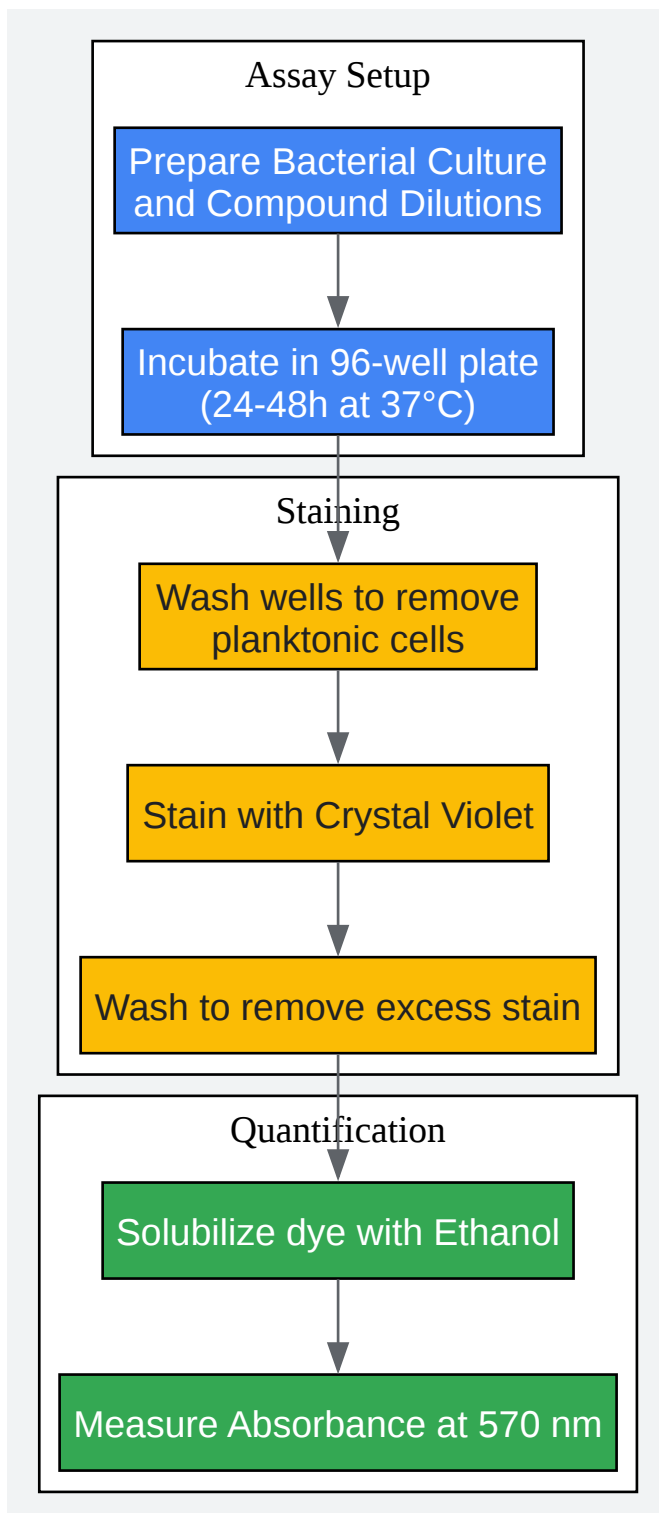 Assay Setup
Prepare Bacterial Culture
and Compound Dilutions
Incubate in 96-well plate
(24-48h at 37°C)
Staining
Wash wells to remove
planktonic cells
Stain with Crystal Violet
Wash to remove excess stain
Quantification
Solubilize dye with Ethanol
Measure Absorbance at 570 nm